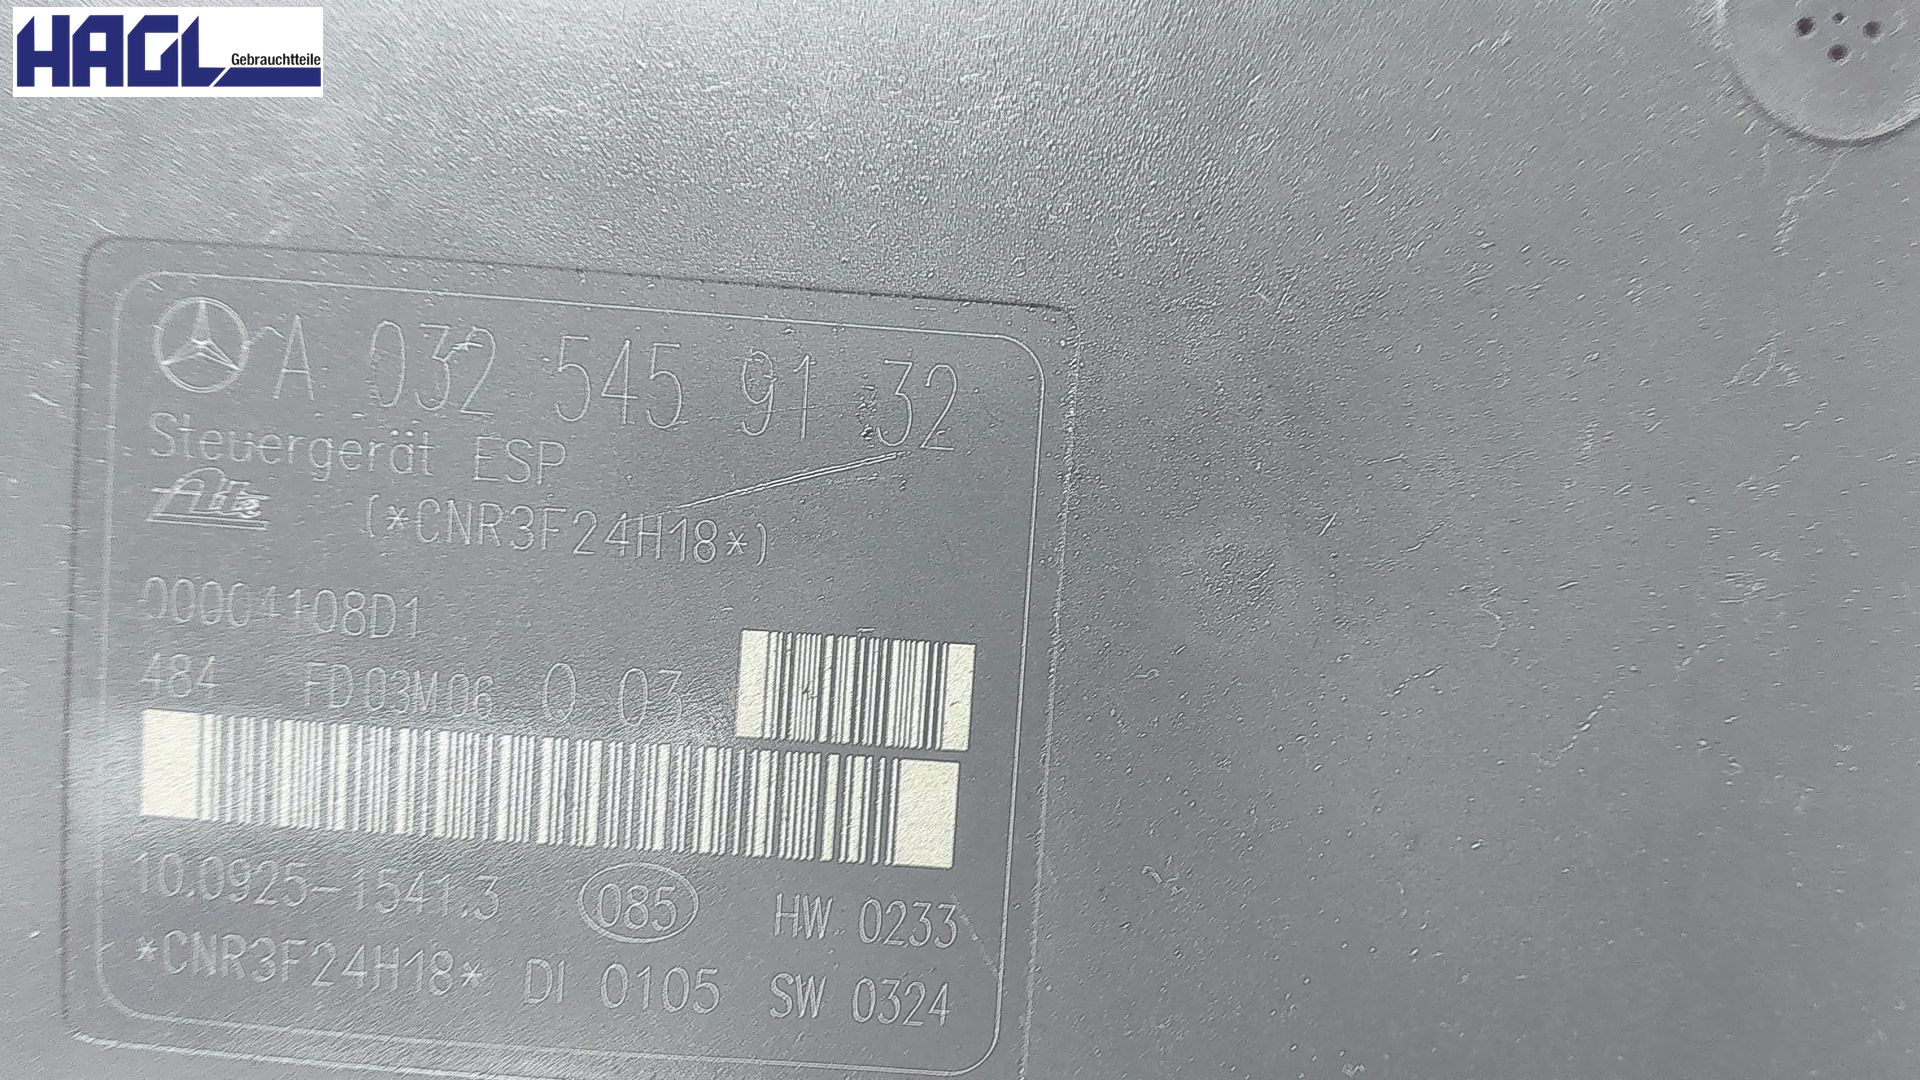 HAGL
Gebrauchtteile
A 032 545 91 32
Steuergerät ESP
Ate
(*CNR3F24H18*)
00004108D1
484 FD03M06 Q 03
10.0925-1541.3 085 HW 0233
*CNR3F24H18* DI 0105 SW 0324